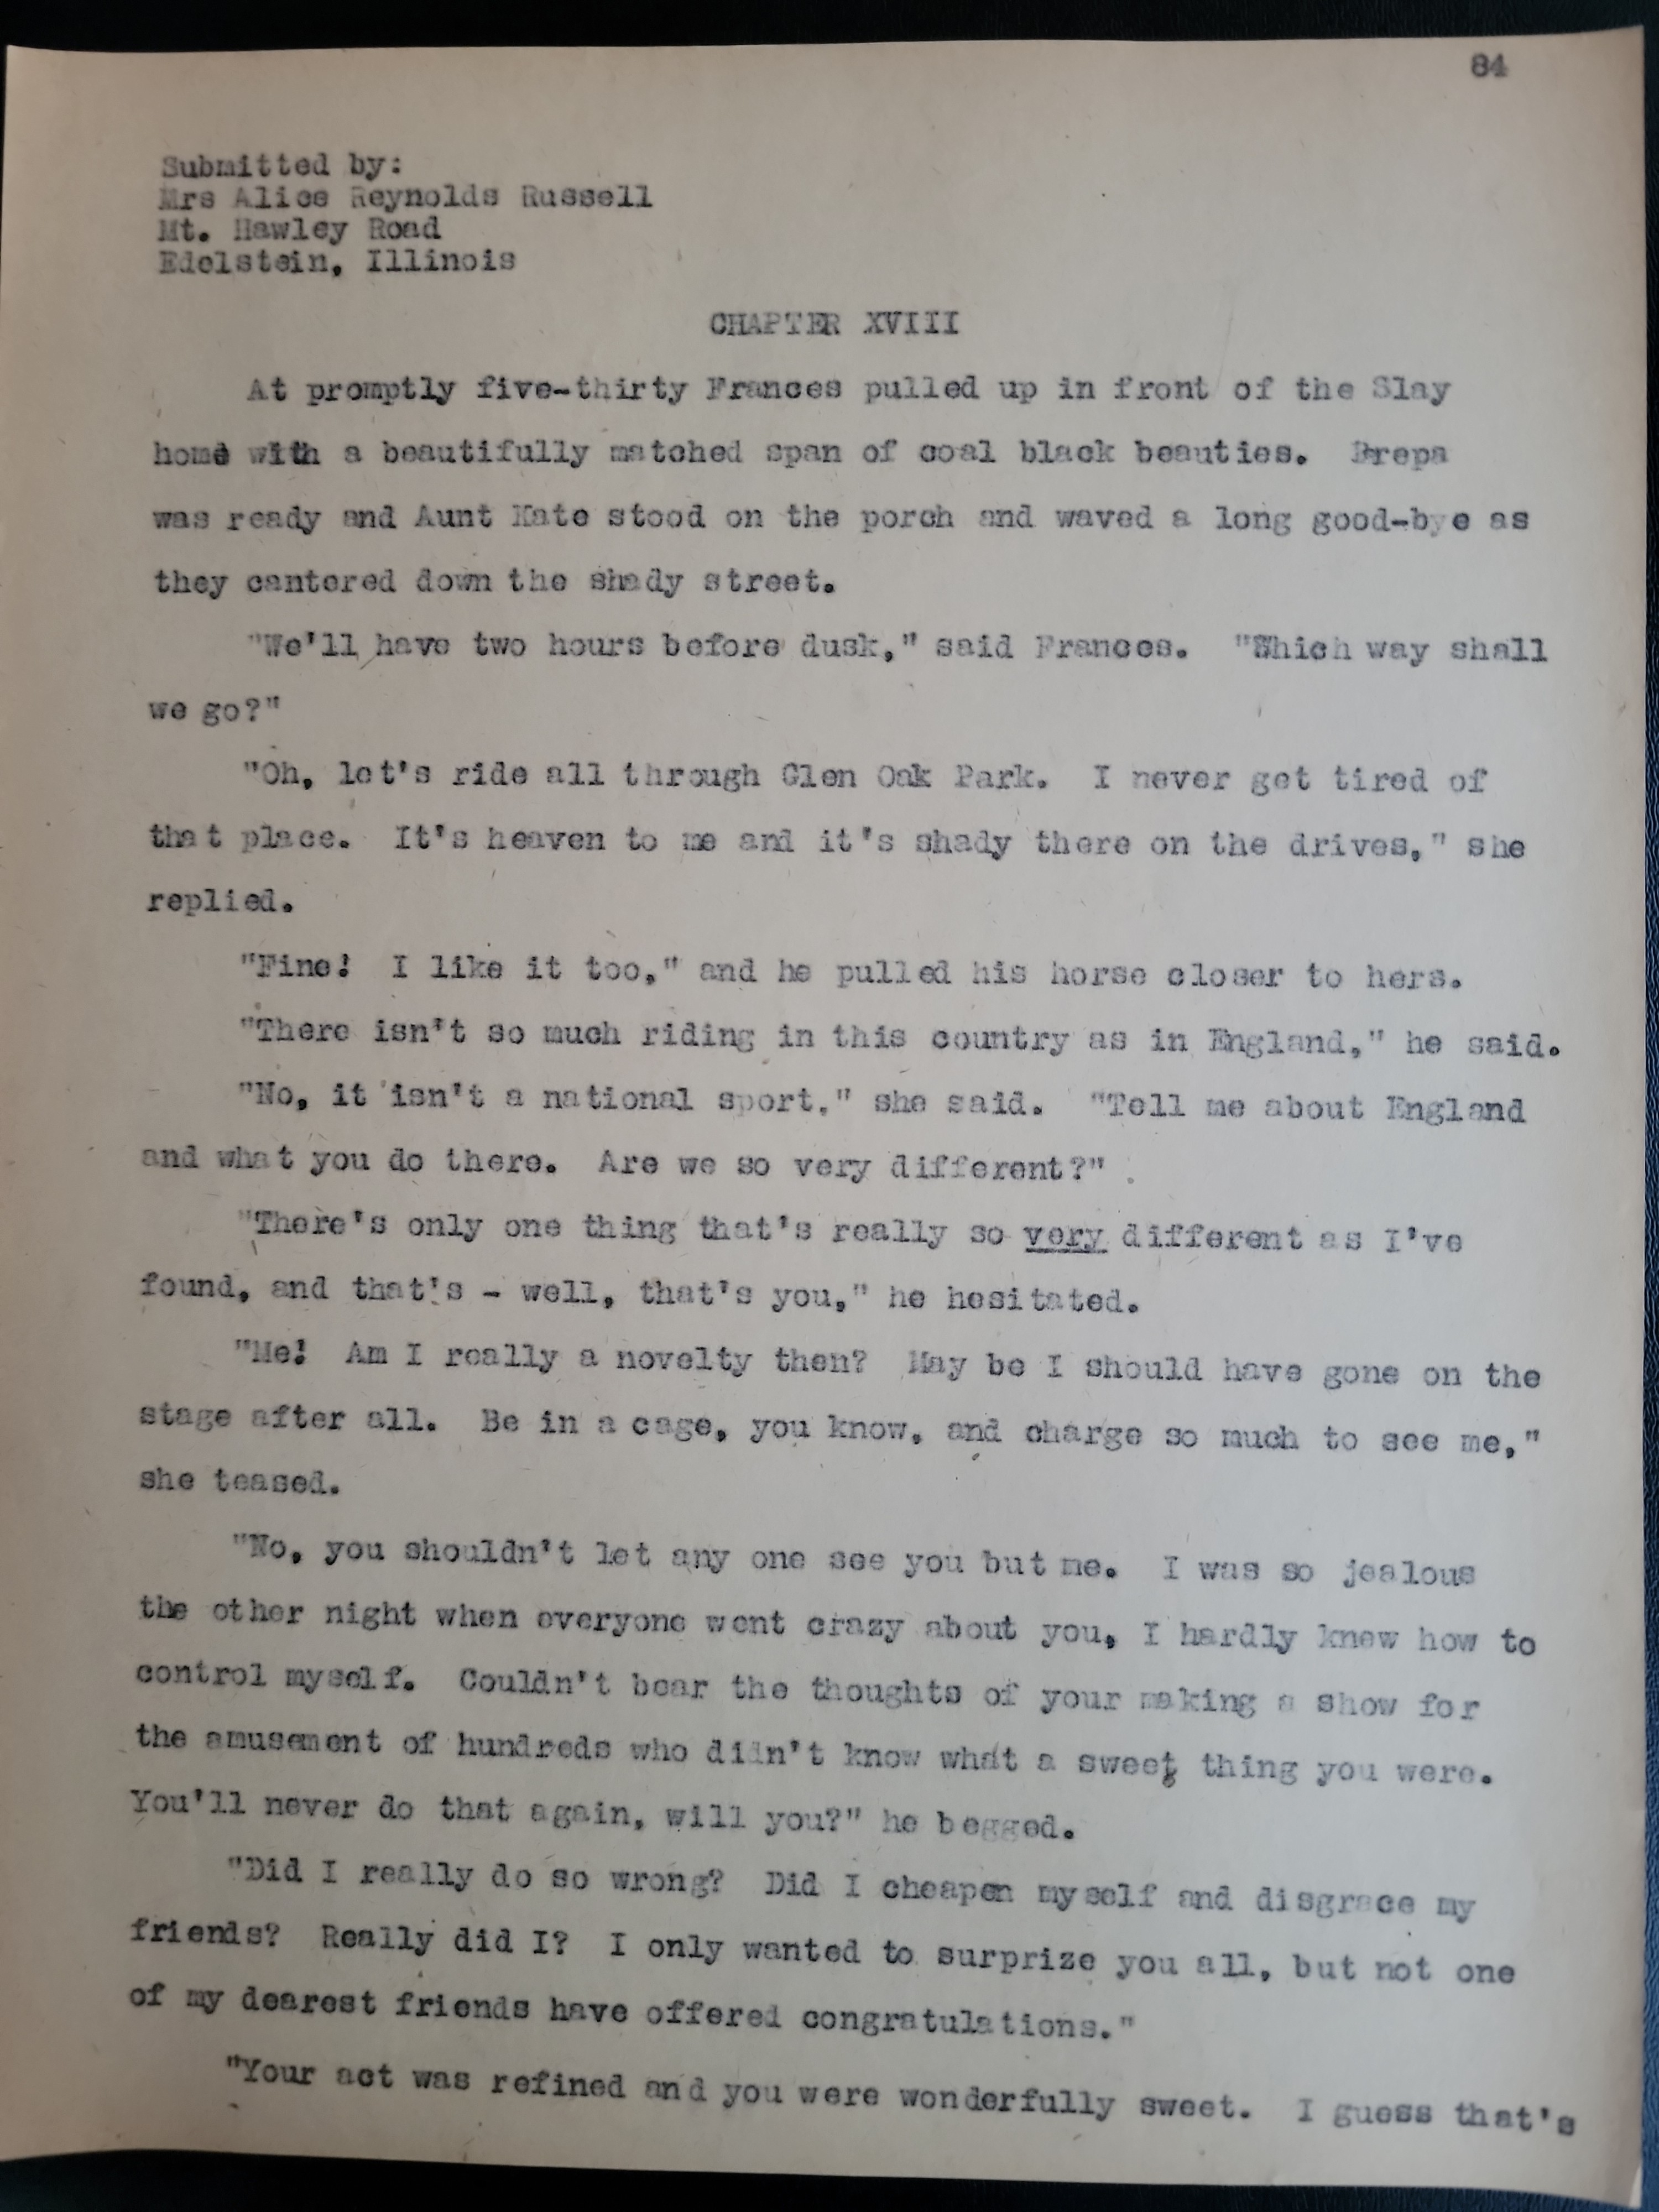 84
Submitted by:
Mrs Alice Reynolds Russell
Mt. Hawley Road
Edelstein, Illinois
CHAPTER XVIII
At promptly five-thirty Frances pulled up in front of the Slay
home with a beautifully matched span of coal black beauties. Drepa
was ready and Aunt Kate stood on the porch and waved a long good-bye as
they cantered down the shady street.
"We'll have two hours before dusk," said Frances. "Which way shall
we go?"
"Oh, let's ride all through Glen Oak Park. I never get tired of
that place. It's heaven to me and it's shady there on the drives," she
replied.
"Fine! I like it too," and he pulled his horse closer to hers.
"There isn't so much riding in this country as in England," he said.
"No, it isn't a national sport," she said. "Tell me about England
and what you do there. Are we so very different?"
"There's only one thing that's really so very different as I've
found, and that's - well, that's you," he hesitated.
"Me! Am I really a novelty then? May be I should have gone on the
stage after all. Be in a cage, you know, and charge so much to see me,"
she teased.
"No, you shouldn't let any one see you but me. I was so jealous
the other night when everyone went crazy about you, I hardly knew how to
control myself. Couldn't bear the thoughts of your making a show for
the amusement of hundreds who didn't know what a sweet thing you were.
You'll never do that again, will you?" he begged.
"Did I really do so wrong? Did I cheapen myself and disgrace my
friends? Really did I? I only wanted to surprize you all, but not one
of my dearest friends have offered congratulations."
"Your act was refined and you were wonderfully sweet. I guess that's